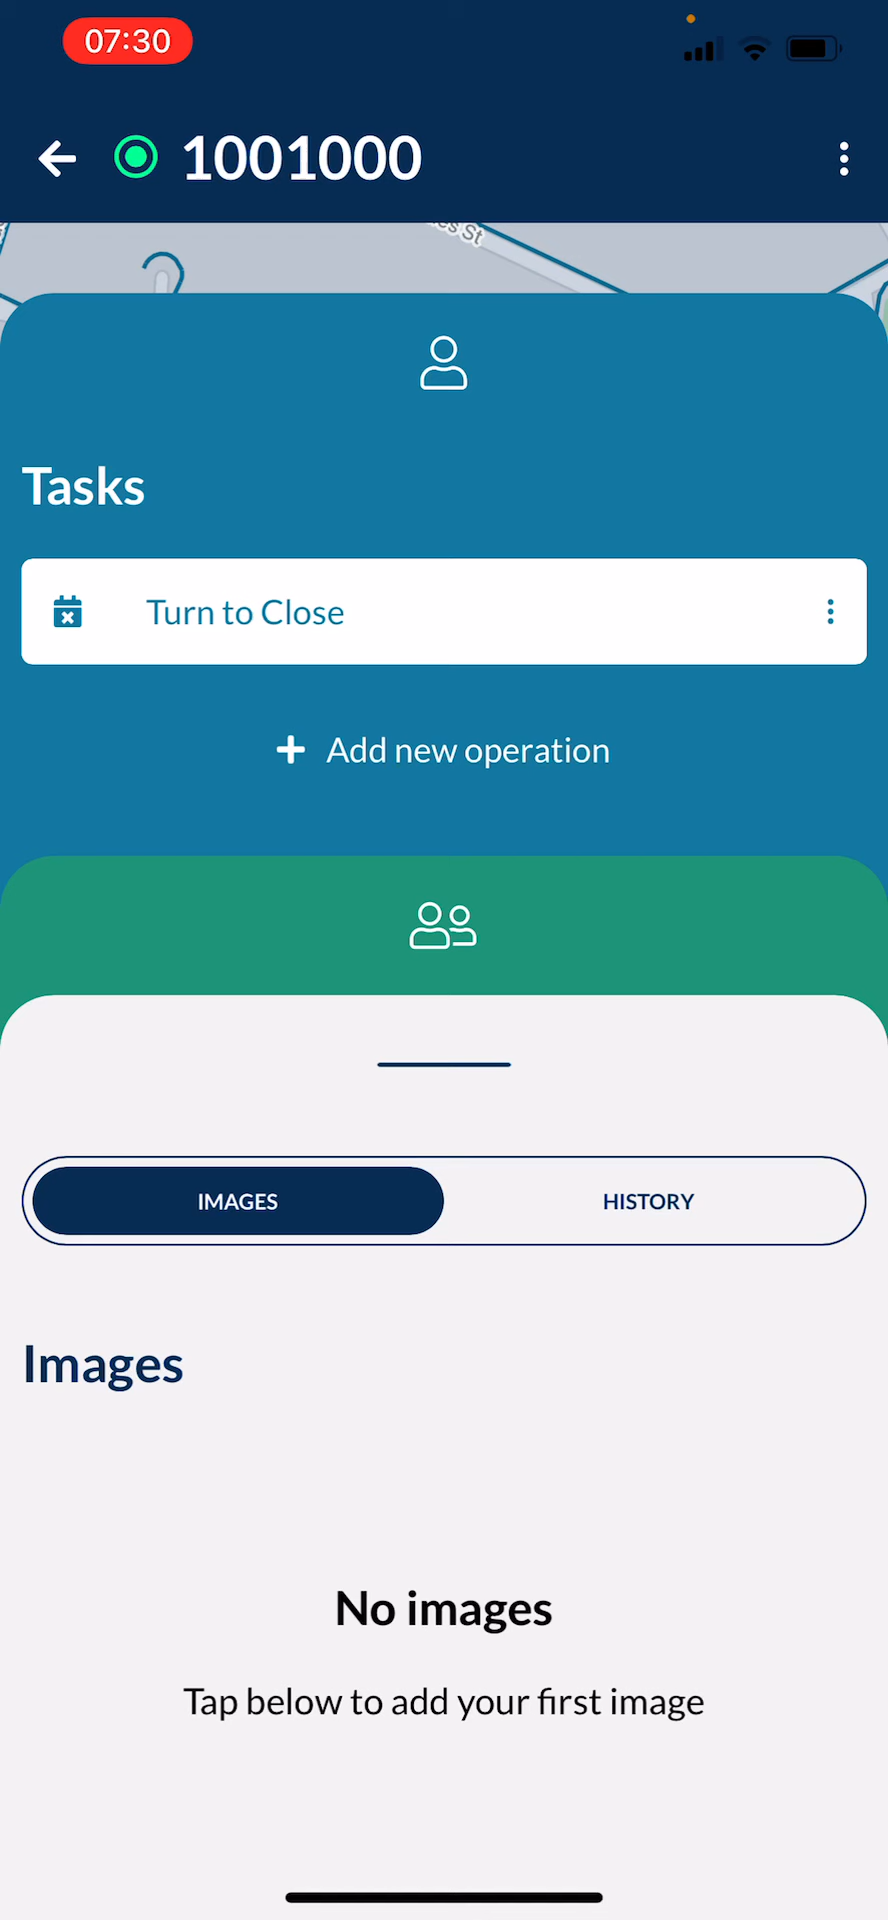 07:30
1001000
St
Tasks
Turn to Close
Add new operation
IMAGES
HISTORY
Images
No images
Tap below to add your first image